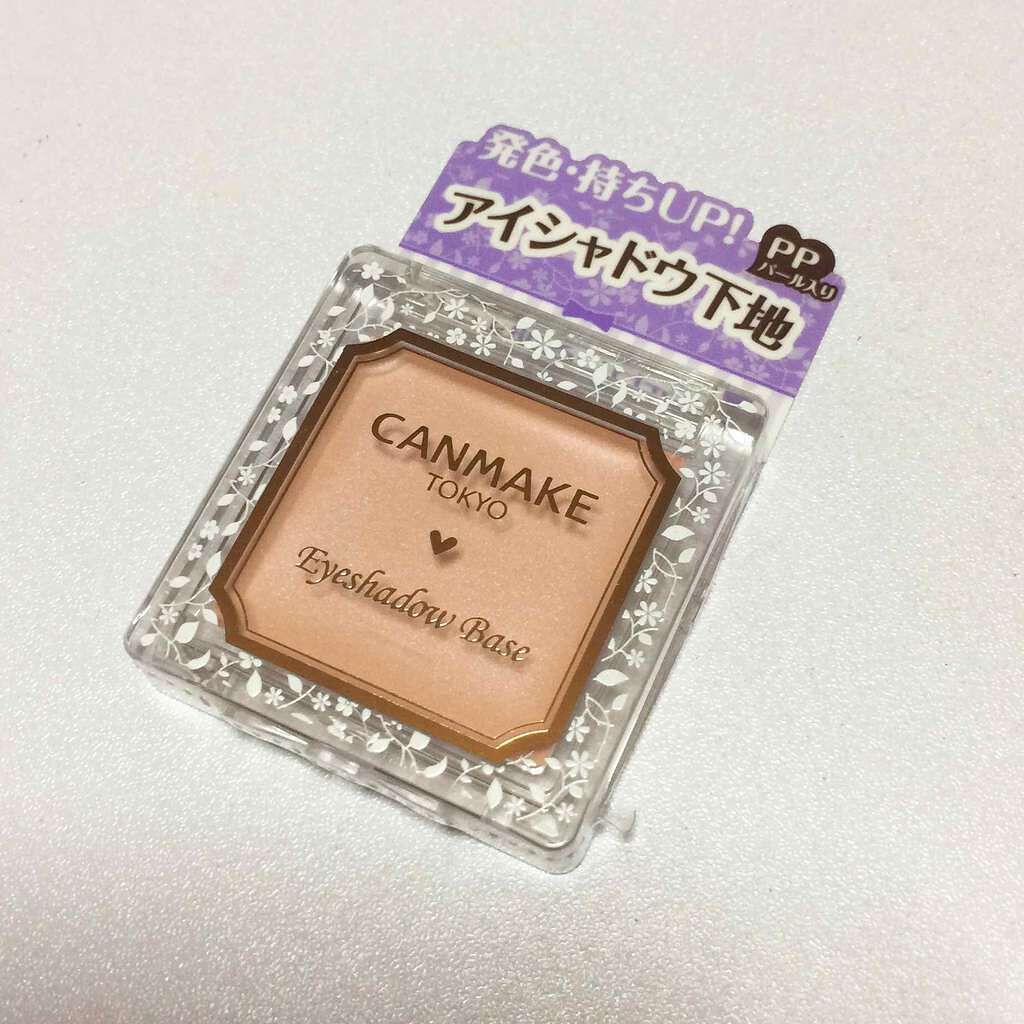 発色・持ちUP!
アイシャドウ下地
PP
パール入り
CANMAKE
TOKYO
Eyeshadow Base